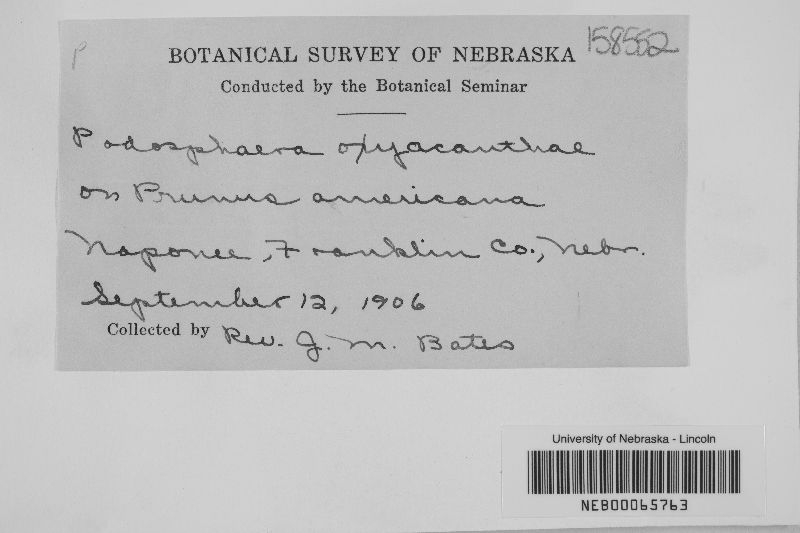 P
158552
BOTANICAL SURVEY OF NEBRASKA
Conducted by the Botanical Seminar
Podosphaera oxyacanthae
on Prunus americana
Naponee, Franklin Co., Nebr.
September 12, 1906
Collected by Rev. J. M. Bates
University of Nebraska - Lincoln
NEB00065763